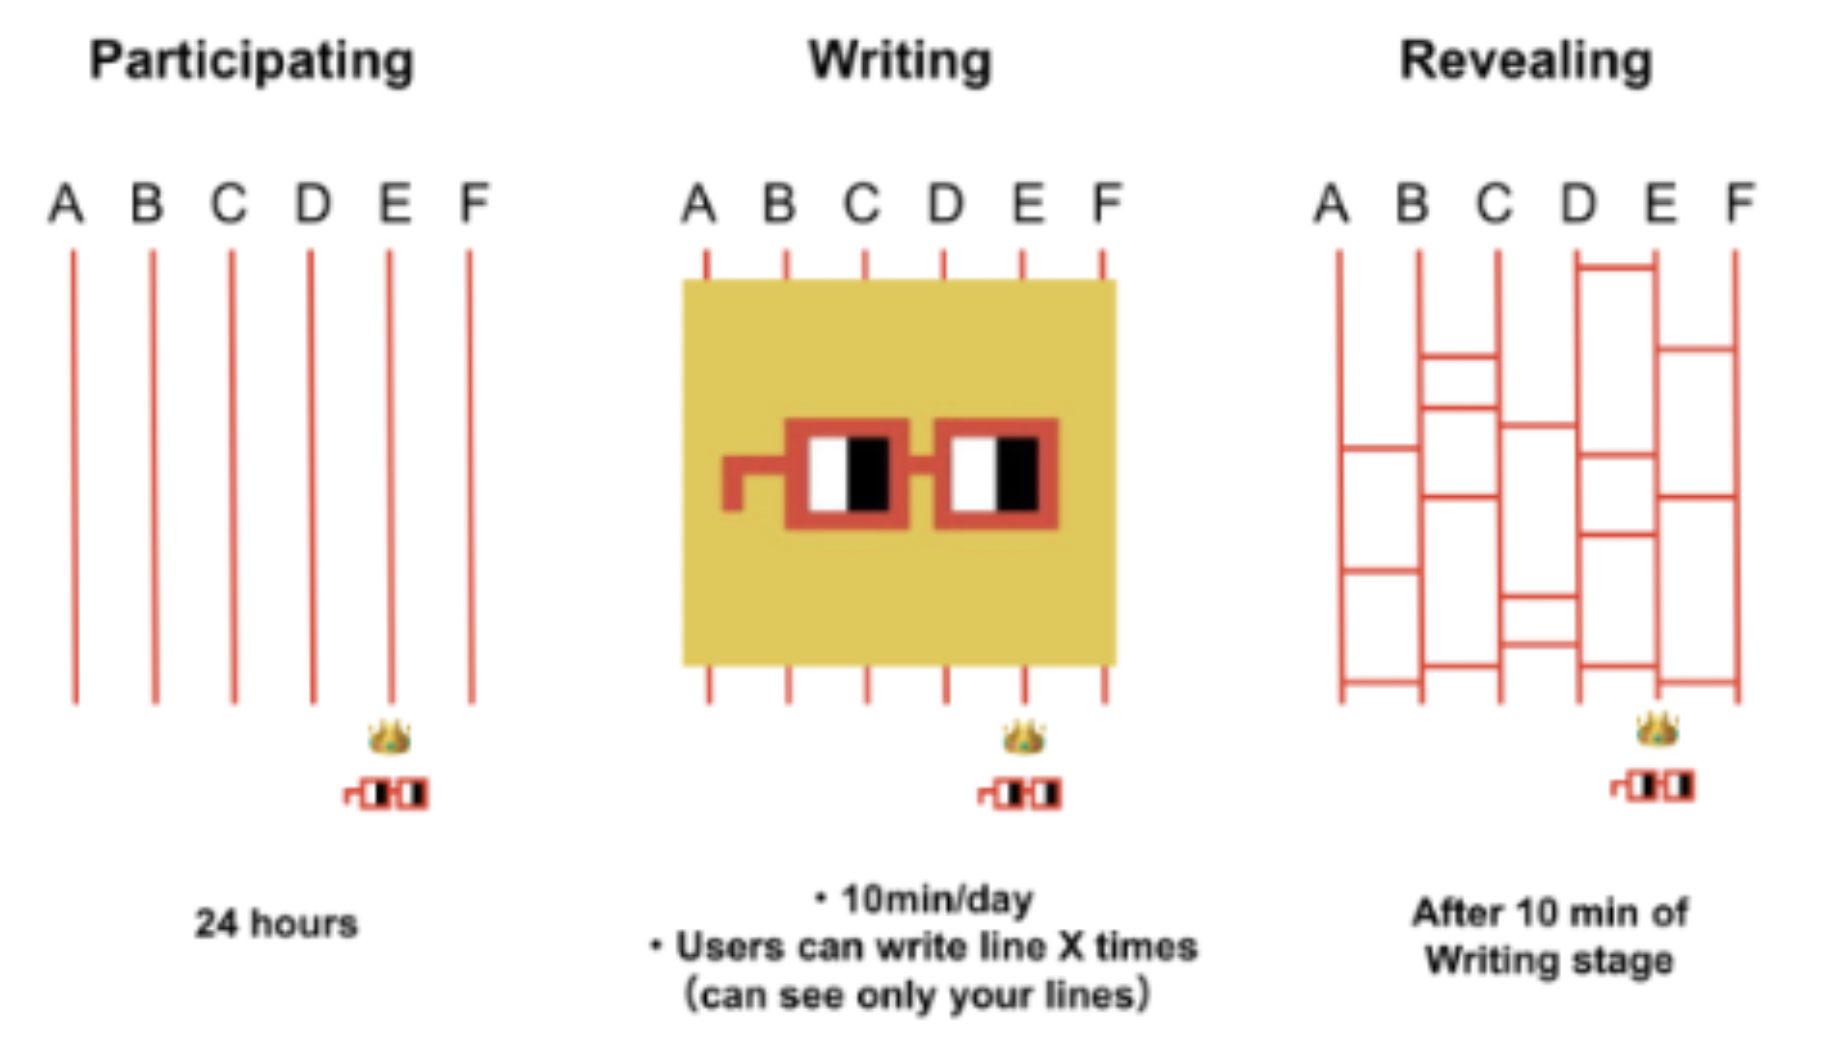 Participating
A B C D E F
24 hours
Writing
A B C D E F
・10min/day
・Users can write line X times
(can see only your lines)
Revealing
A B C D E F
After 10 min of
Writing stage